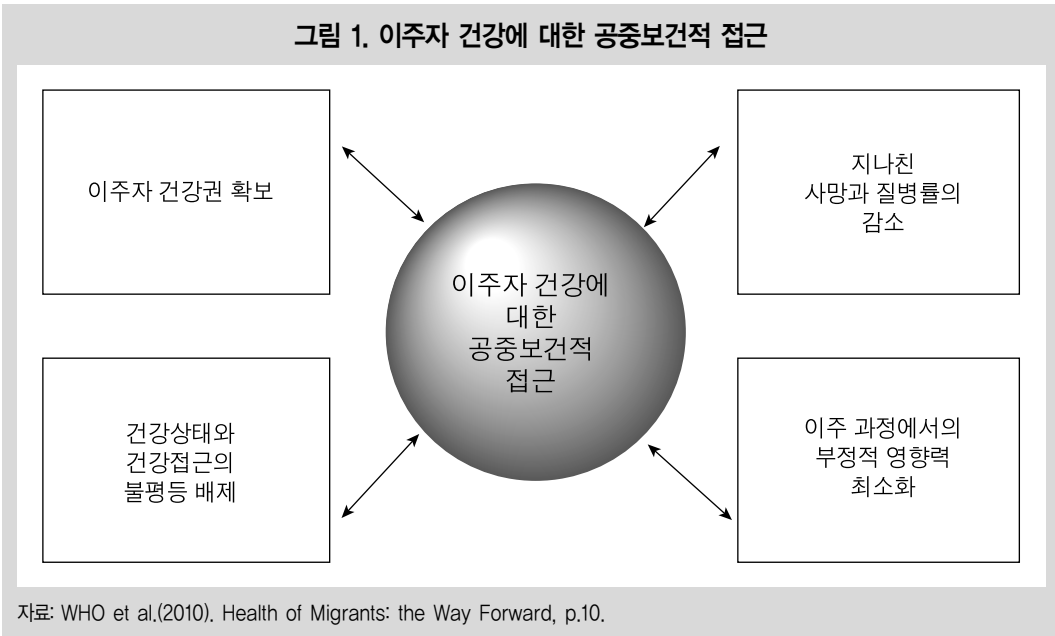 그림 1. 이주자 건강에 대한 공중보건적 접근
이주자 건강권 확보
지나친
사망과 질병률의
감소
이주자 건강에
대한
공중보건적
접근
건강상태와
건강접근의
불평등 배제
이주 과정에서의
부정적 영향력
최소화
자료: WHO et al.(2010). Health of Migrants: the Way Forward, p.10.